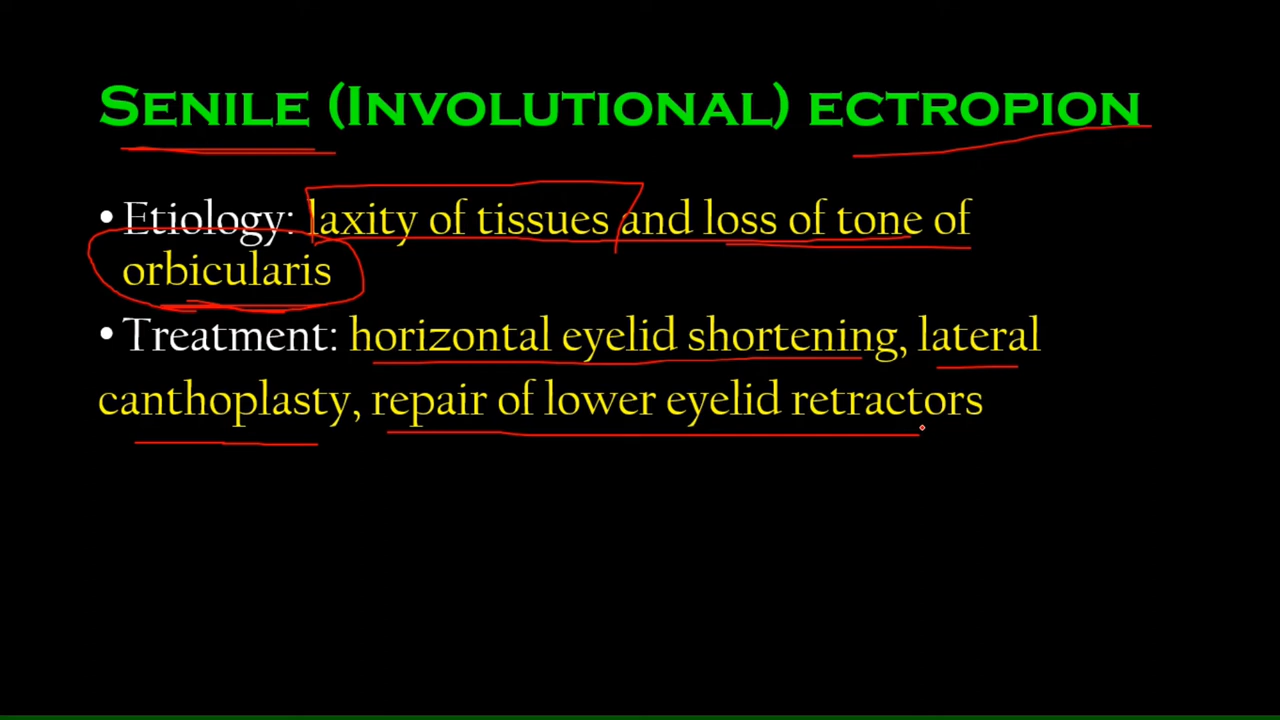 SENILE (INVOLUTIONAL) ECTROPION
• Etiology: laxity of tissues and loss of tone of
orbicularis
• Treatment: horizontal eyelid shortening, lateral
canthoplasty, repair of lower eyelid retractors